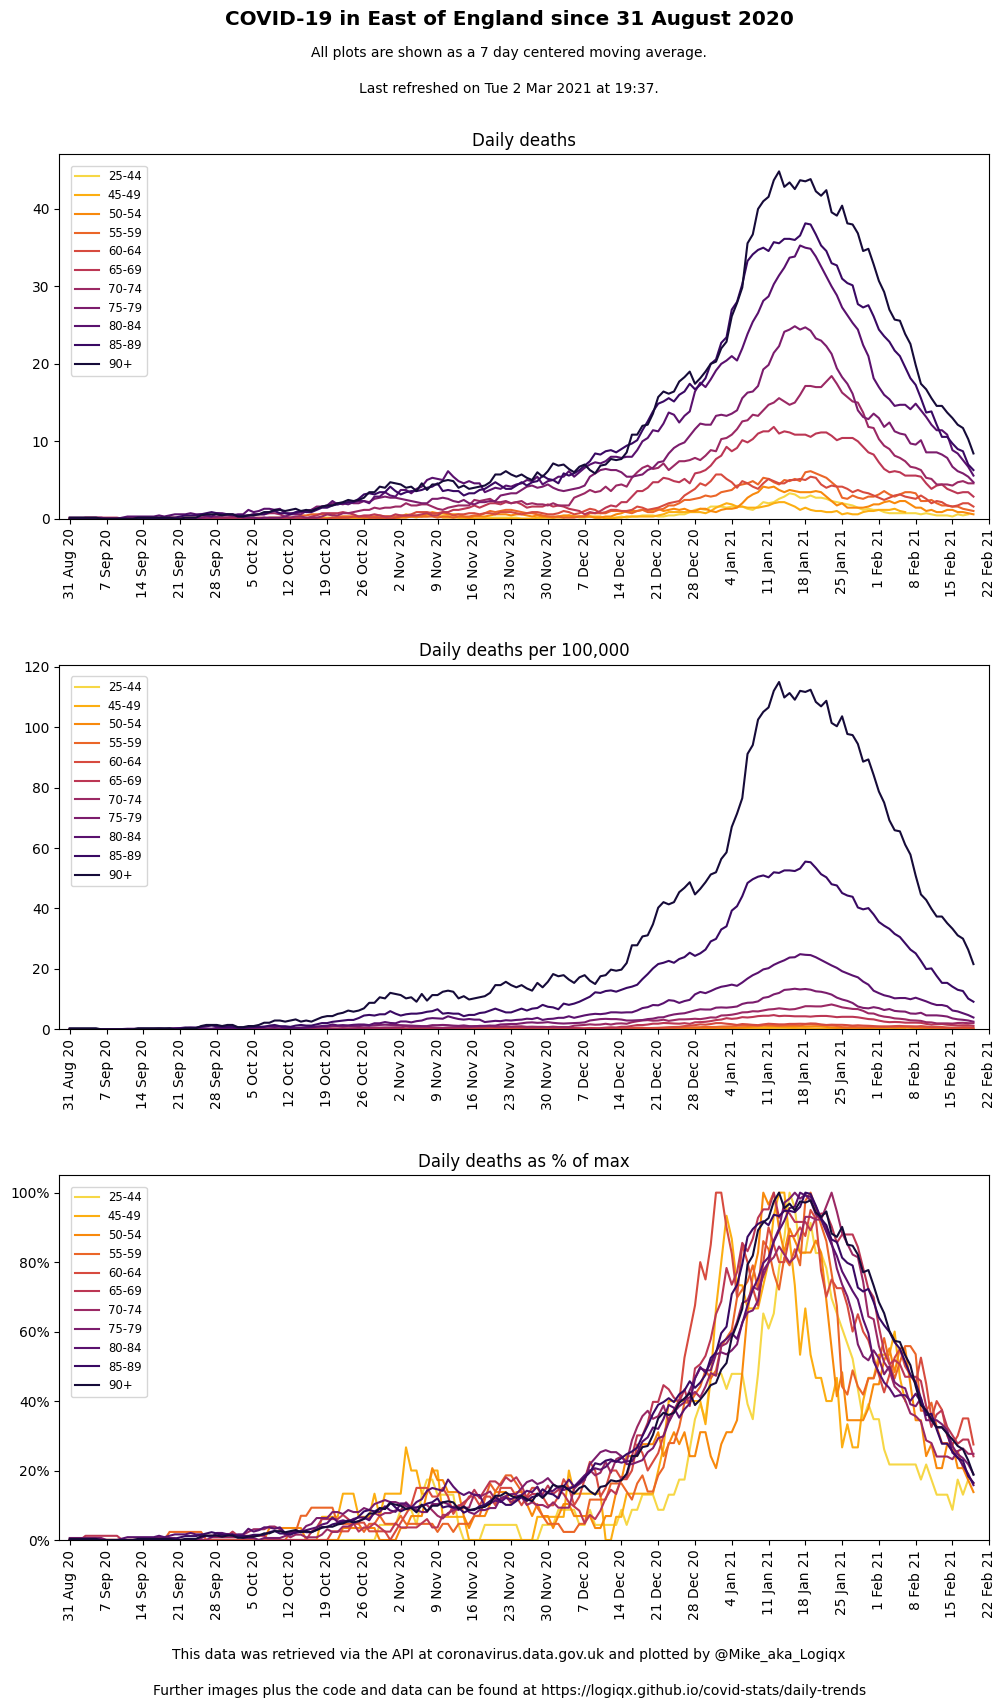 COVID-19 in East of England since 31 August 2020
All plots are shown as a 7 day centered moving average.
Last refreshed on Tue 2 Mar 2021 at 19:37.
Daily deaths
25-44
45-49
50-54
55-59
60-64
65-69
70-74
75-79
80-84
85-89
90+
40
30
20
10
0
31 Aug 20
7 Sep 20
14 Sep 20
21 Sep 20
28 Sep 20
5 Oct 20
12 Oct 20
19 Oct 20
26 Oct 20
2 Nov 20
9 Nov 20
16 Nov 20
23 Nov 20
30 Nov 20
7 Dec 20
14 Dec 20
21 Dec 20
28 Dec 20
4 Jan 21
11 Jan 21
18 Jan 21
25 Jan 21
1 Feb 21
8 Feb 21
15 Feb 21
22 Feb 21
Daily deaths per 100,000
25-44
45-49
50-54
55-59
60-64
65-69
70-74
75-79
80-84
85-89
90+
120
100
80
60
40
20
0
31 Aug 20
7 Sep 20
14 Sep 20
21 Sep 20
28 Sep 20
5 Oct 20
12 Oct 20
19 Oct 20
26 Oct 20
2 Nov 20
9 Nov 20
16 Nov 20
23 Nov 20
30 Nov 20
7 Dec 20
14 Dec 20
21 Dec 20
28 Dec 20
4 Jan 21
11 Jan 21
18 Jan 21
25 Jan 21
1 Feb 21
8 Feb 21
15 Feb 21
22 Feb 21
Daily deaths as % of max
25-44
45-49
50-54
55-59
60-64
65-69
70-74
75-79
80-84
85-89
90+
100%
80%
60%
40%
20%
0%
31 Aug 20
7 Sep 20
14 Sep 20
21 Sep 20
28 Sep 20
5 Oct 20
12 Oct 20
19 Oct 20
26 Oct 20
2 Nov 20
9 Nov 20
16 Nov 20
23 Nov 20
30 Nov 20
7 Dec 20
14 Dec 20
21 Dec 20
28 Dec 20
4 Jan 21
11 Jan 21
18 Jan 21
25 Jan 21
1 Feb 21
8 Feb 21
15 Feb 21
22 Feb 21
This data was retrieved via the API at coronavirus.data.gov.uk and plotted by @Mike_aka_Logiqx
Further images plus the code and data can be found at https://logiqx.github.io/covid-stats/daily-trends